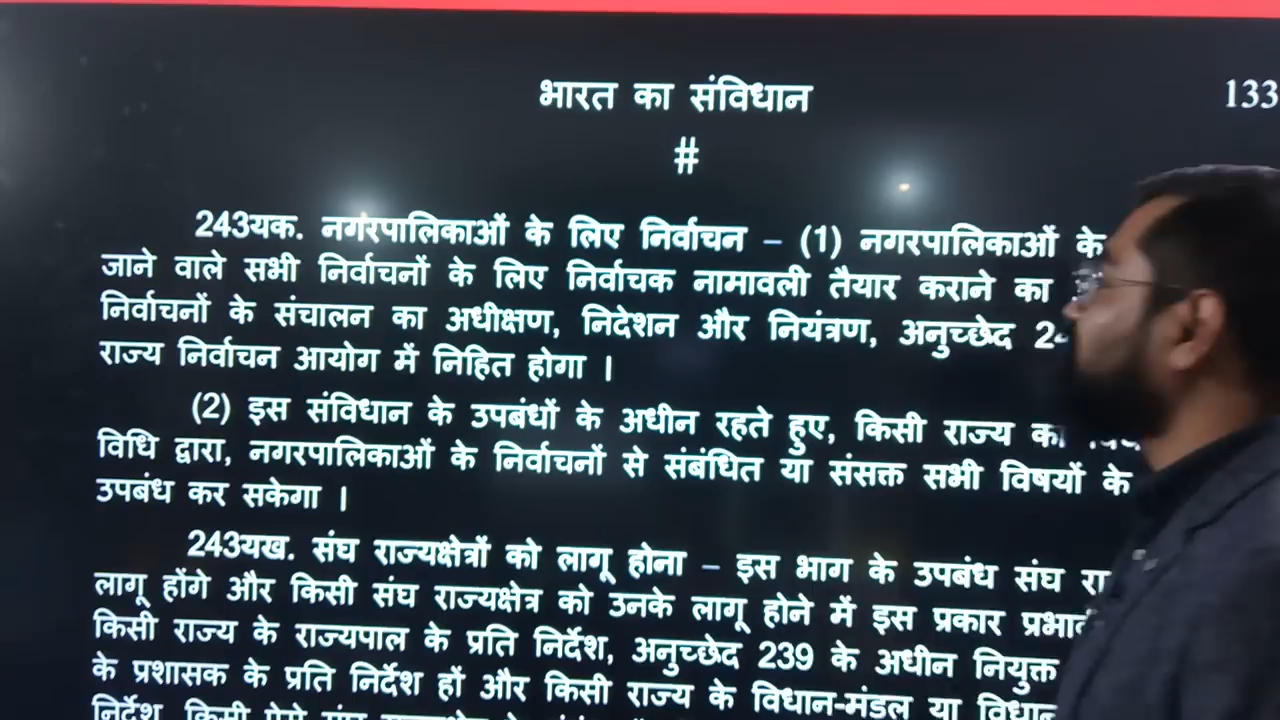 भारत का संविधान
133
#
243यक. नगरपालिकाओं के लिए निर्वाचन – (1) नगरपालिकाओं के
जाने वाले सभी निर्वाचनों के लिए निर्वाचक नामावली तैयार कराने का
निर्वाचनों के संचालन का अधीक्षण, निदेशन और नियंत्रण, अनुच्छेद
राज्य निर्वाचन आयोग में निहित होगा ।
(2) इस संविधान के उपबंधों के अधीन रहते हुए, किसी राज्य का
विधि द्वारा, नगरपालिकाओं के निर्वाचनों से संबंधित या संसक्त सभी विषयों के
उपबंध कर सकेगा ।
243यख. संघ राज्यक्षेत्रों को लागू होना – इस भाग के उपबंध संघ
लागू होंगे और किसी संघ राज्यक्षेत्र को उनके लागू होने में इस प्रकार
किसी राज्य के राज्यपाल के प्रति निर्देश, अनुच्छेद 239 के अधीन नियुक्त
के प्रशासक के प्रति निर्देश हों और किसी राज्य के विधान-मंडल या
निर्देश, किसी ऐसे संघ